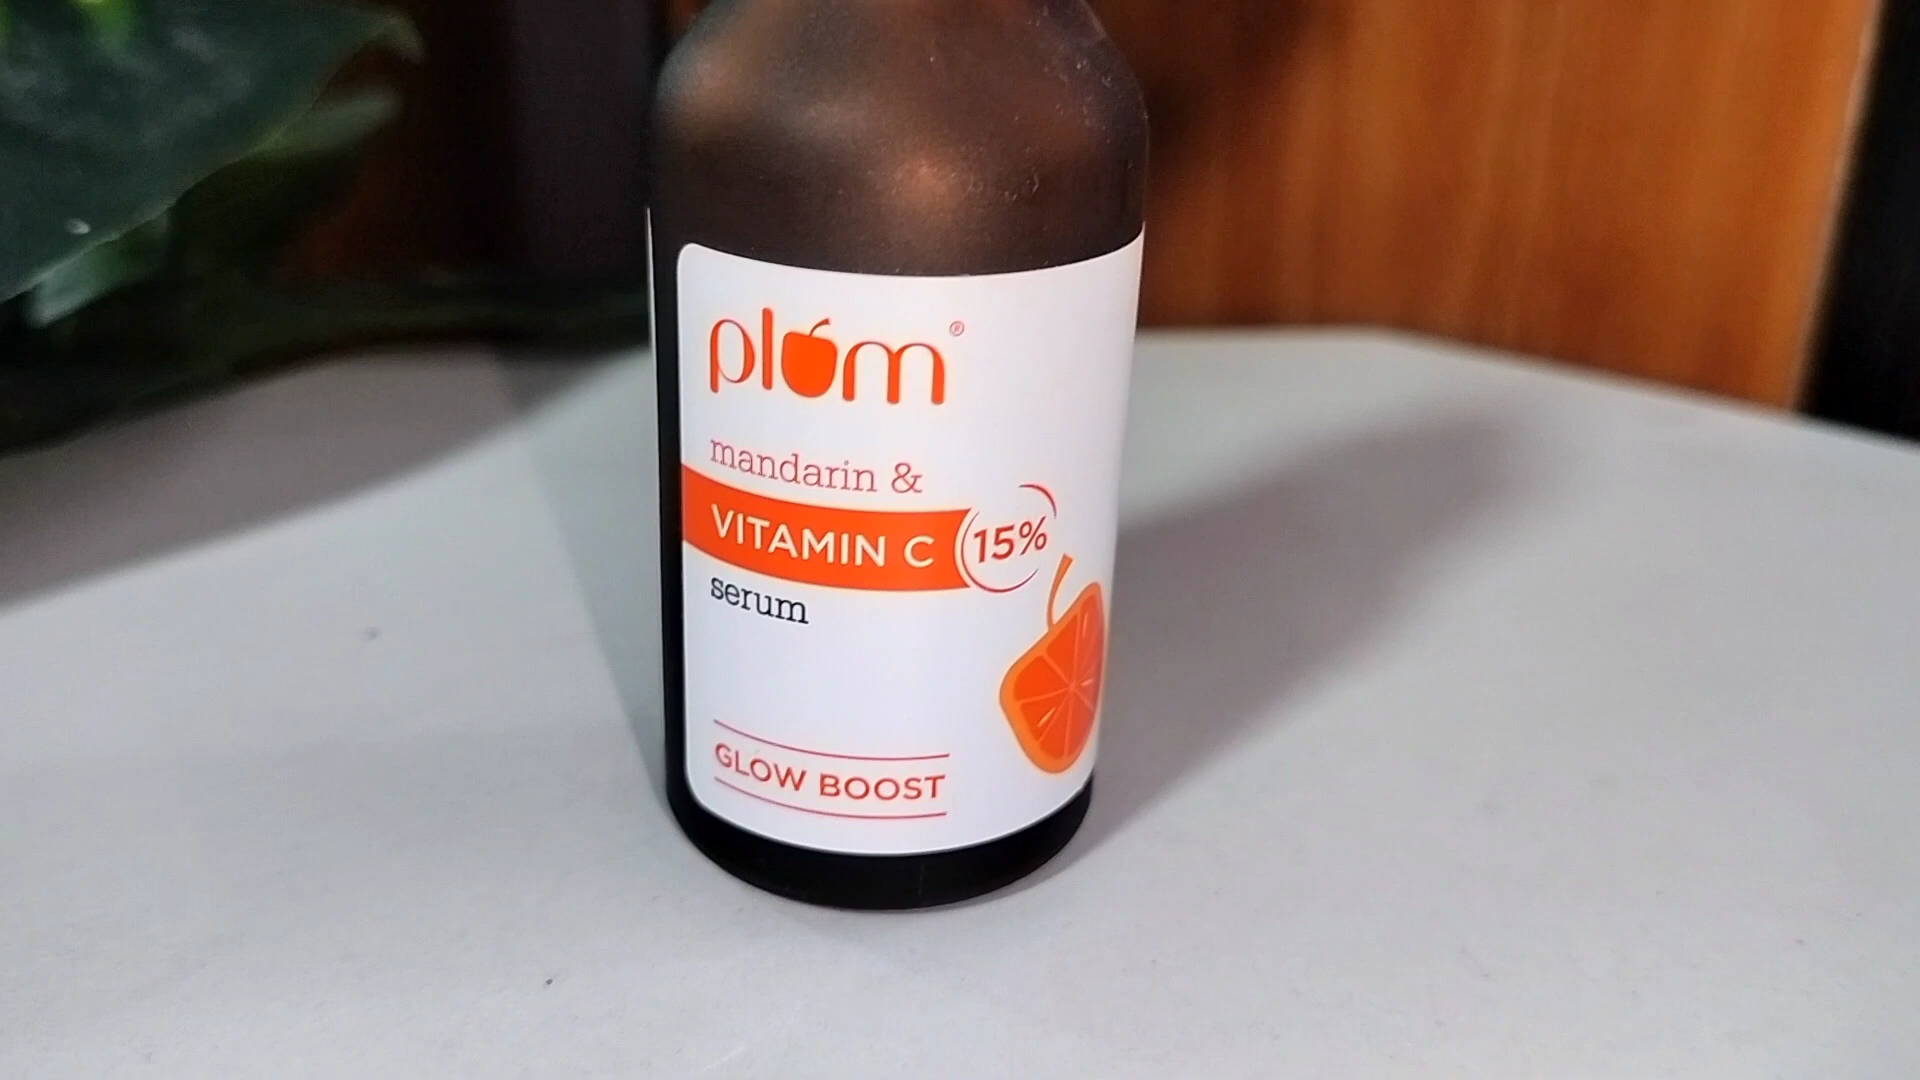 plum®
mandarin &
VITAMIN C 15%
serum
GLOW BOOST